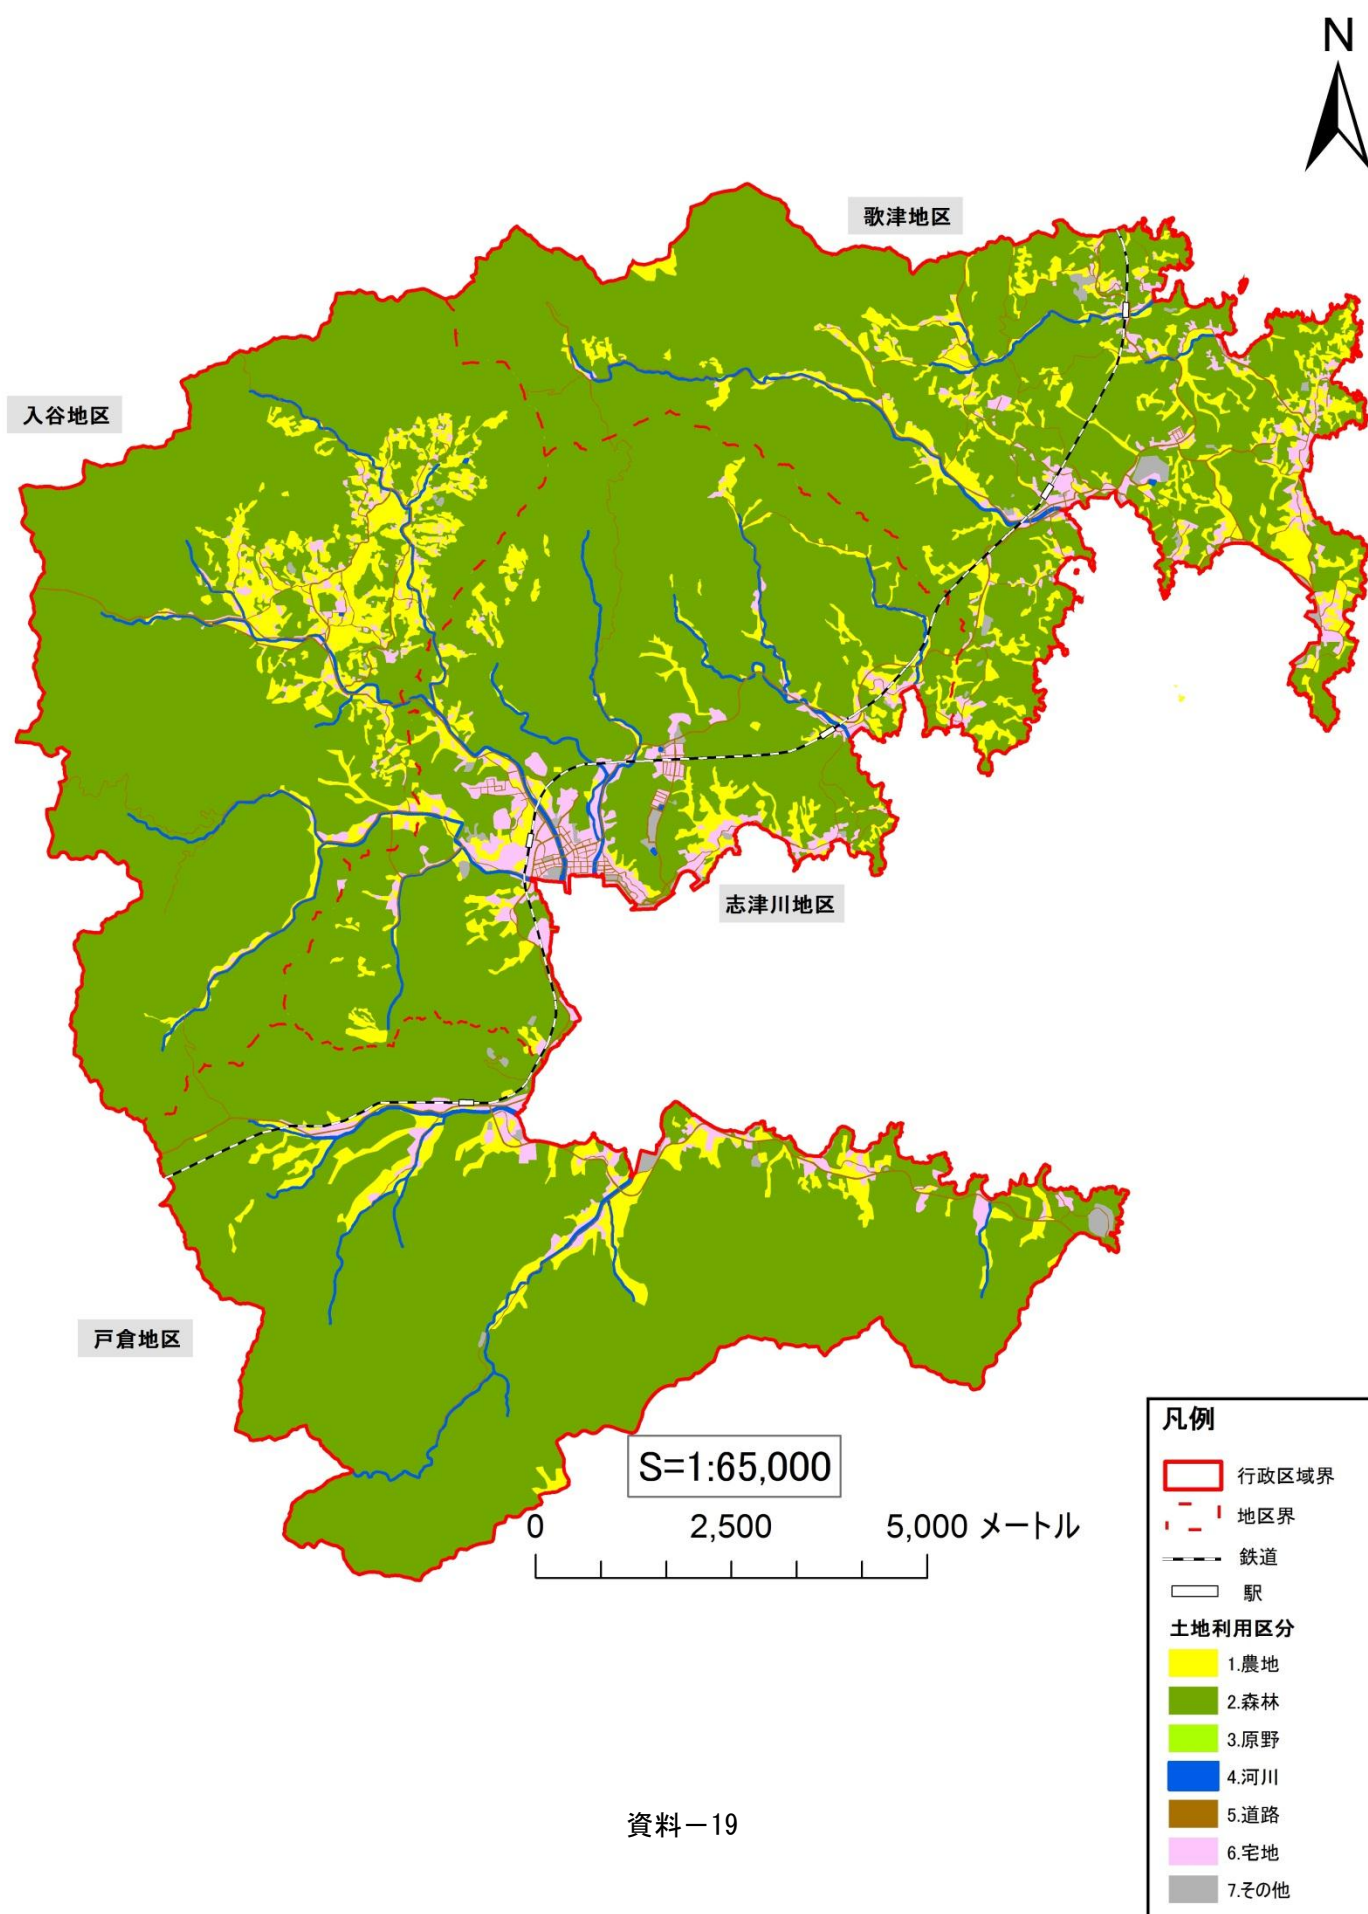 N
歌津地区
入谷地区
志津川地区
戸倉地区
S=1:65,000
0 2,500 5,000 メートル
凡例
行政区域界
地区界
鉄道
駅
土地利用区分
1.農地
2.森林
3.原野
4.河川
5.道路
6.宅地
7.その他
資料－19